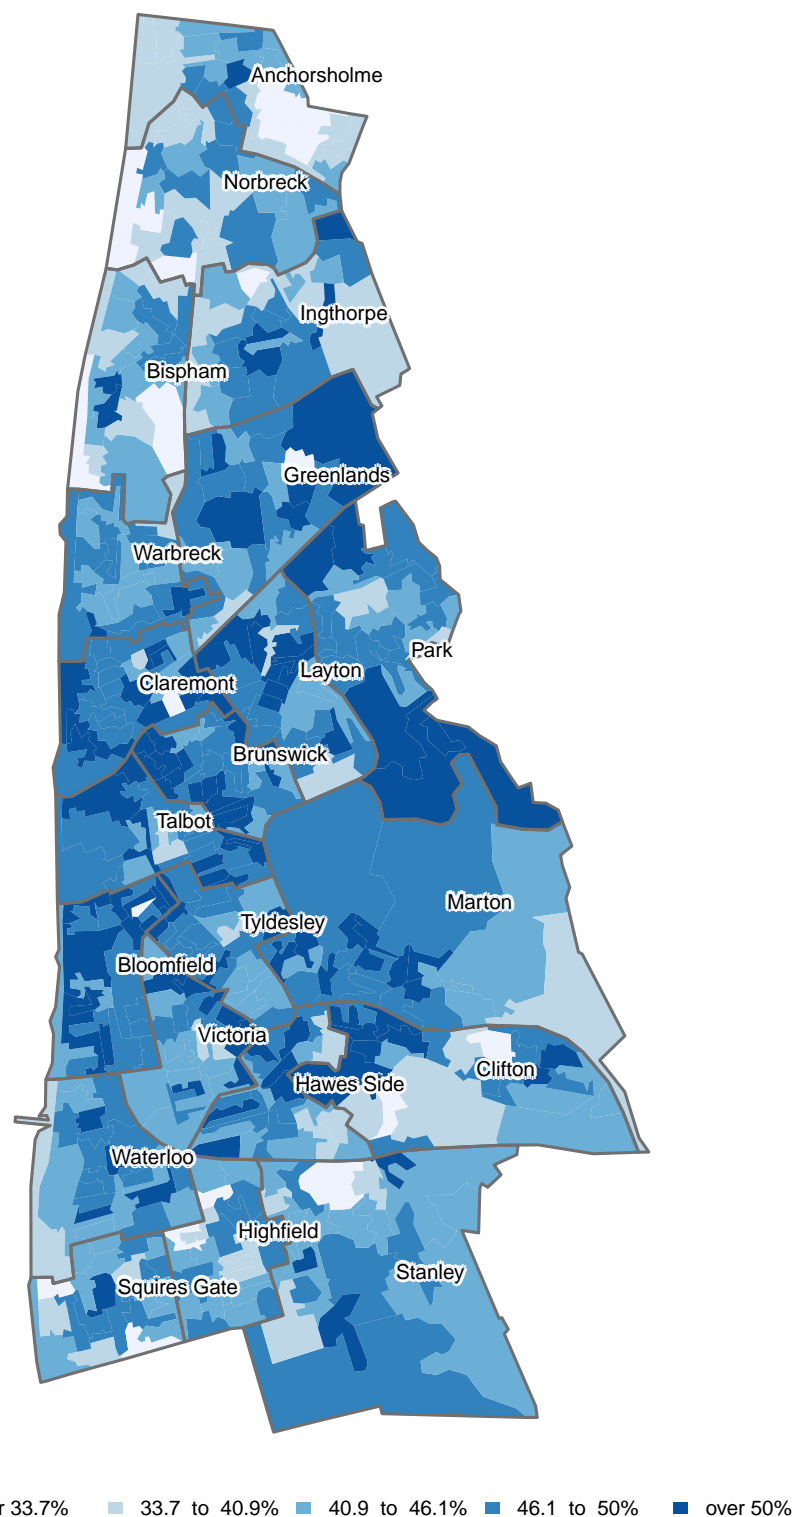 Anchorsholme
Norbreck
Ingthorpe
Bispham
Greenlands
Warbreck
Park
Layton
Claremont
Brunswick
Talbot
Marton
Tyldesley
Bloomfield
Victoria
Clifton
Hawes Side
Waterloo
Highfield
Stanley
Squires Gate
r 33.7% 33.7 to 40.9% 40.9 to 46.1% 46.1 to 50% over 50%